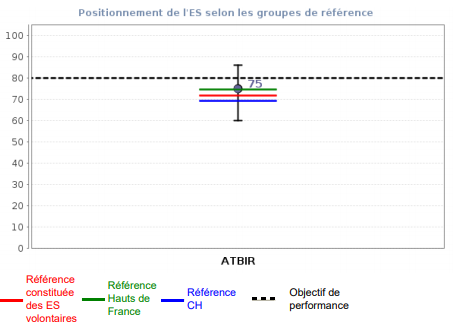 Positionnement de l'ES selon les groupes de référence
100
90
80
75
70
60
50
40
30
20
10
0
ATBIR
Référence
constituée
des ES
volontaires
Référence
Hauts de
France
Référence
CH
Objectif de
performance